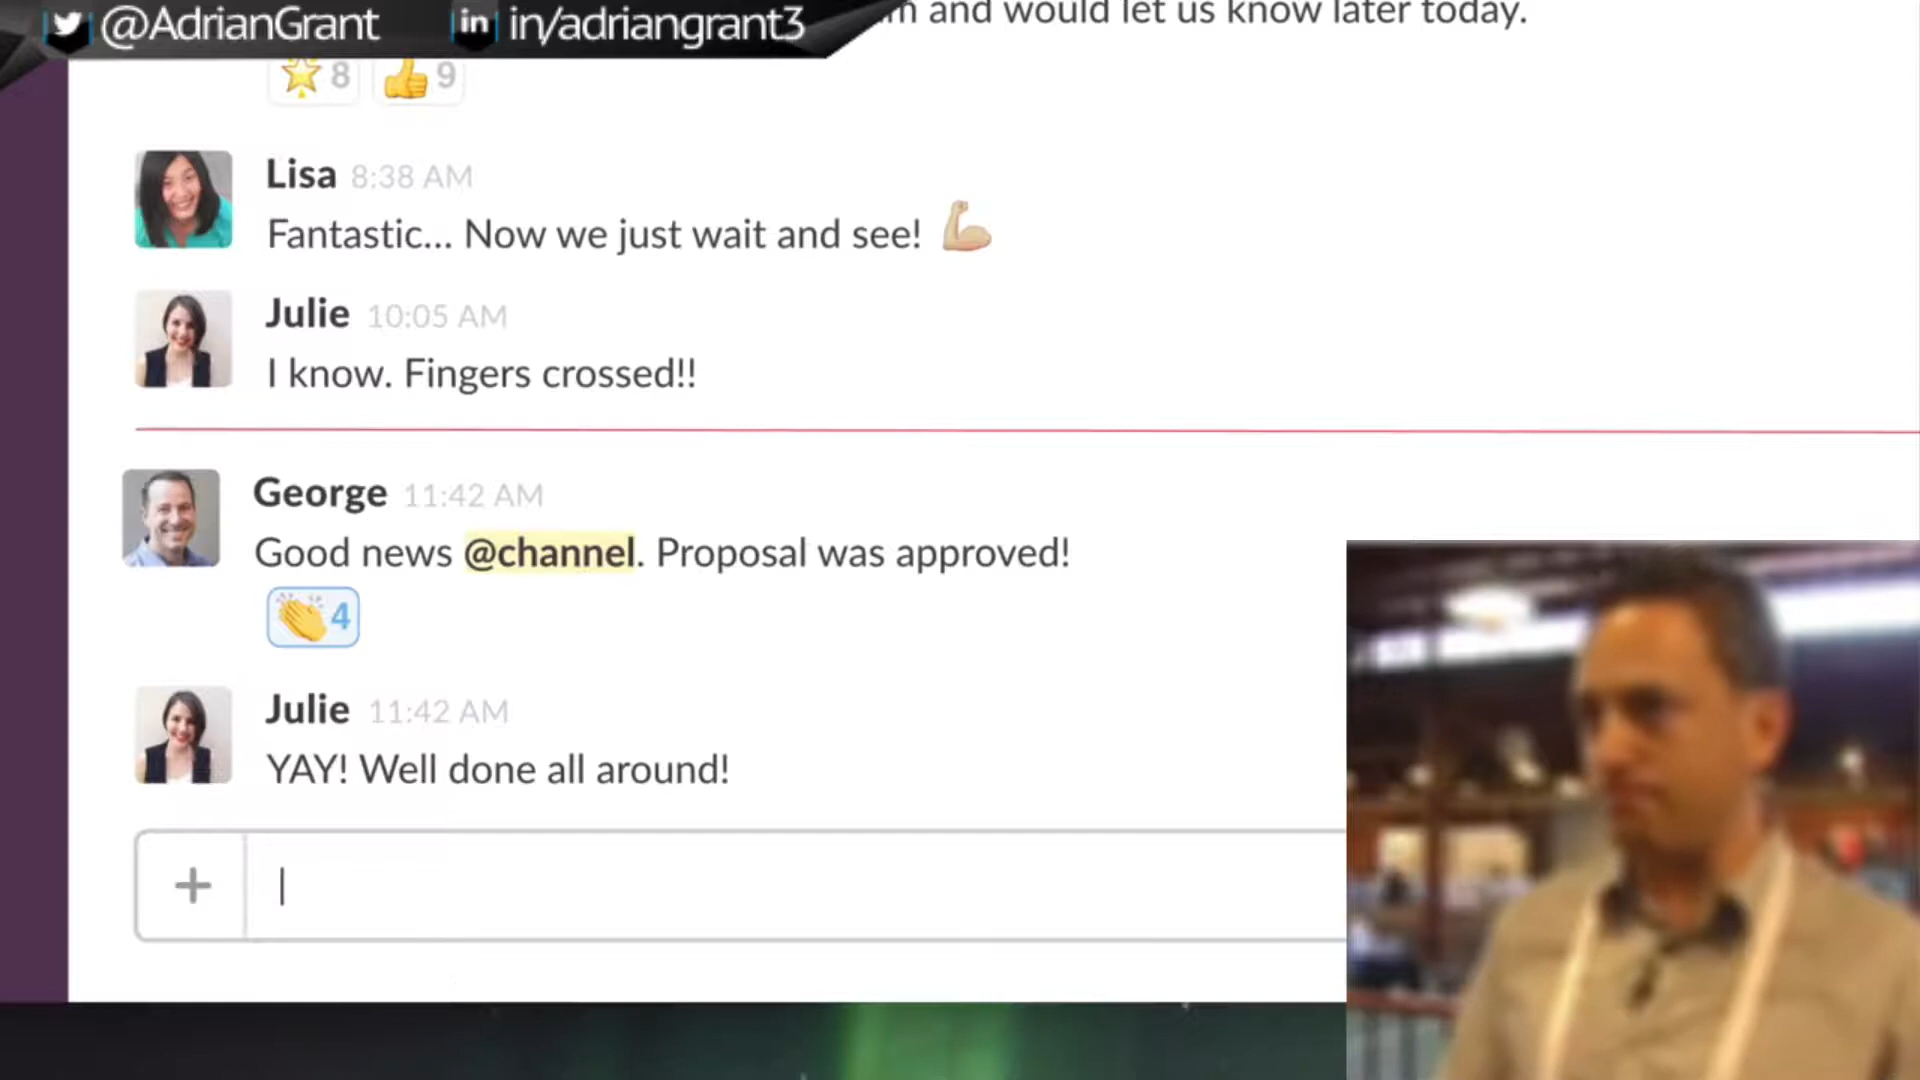 @AdrianGrant in in/adriangrant3 and would let us know later today.
8 9
Lisa 8:38 AM
Fantastic... Now we just wait and see!
Julie 10:05 AM
I know. Fingers crossed!!
George 11:42 AM
Good news @channel. Proposal was approved!
4
Julie 11:42 AM
YAY! Well done all around!
+